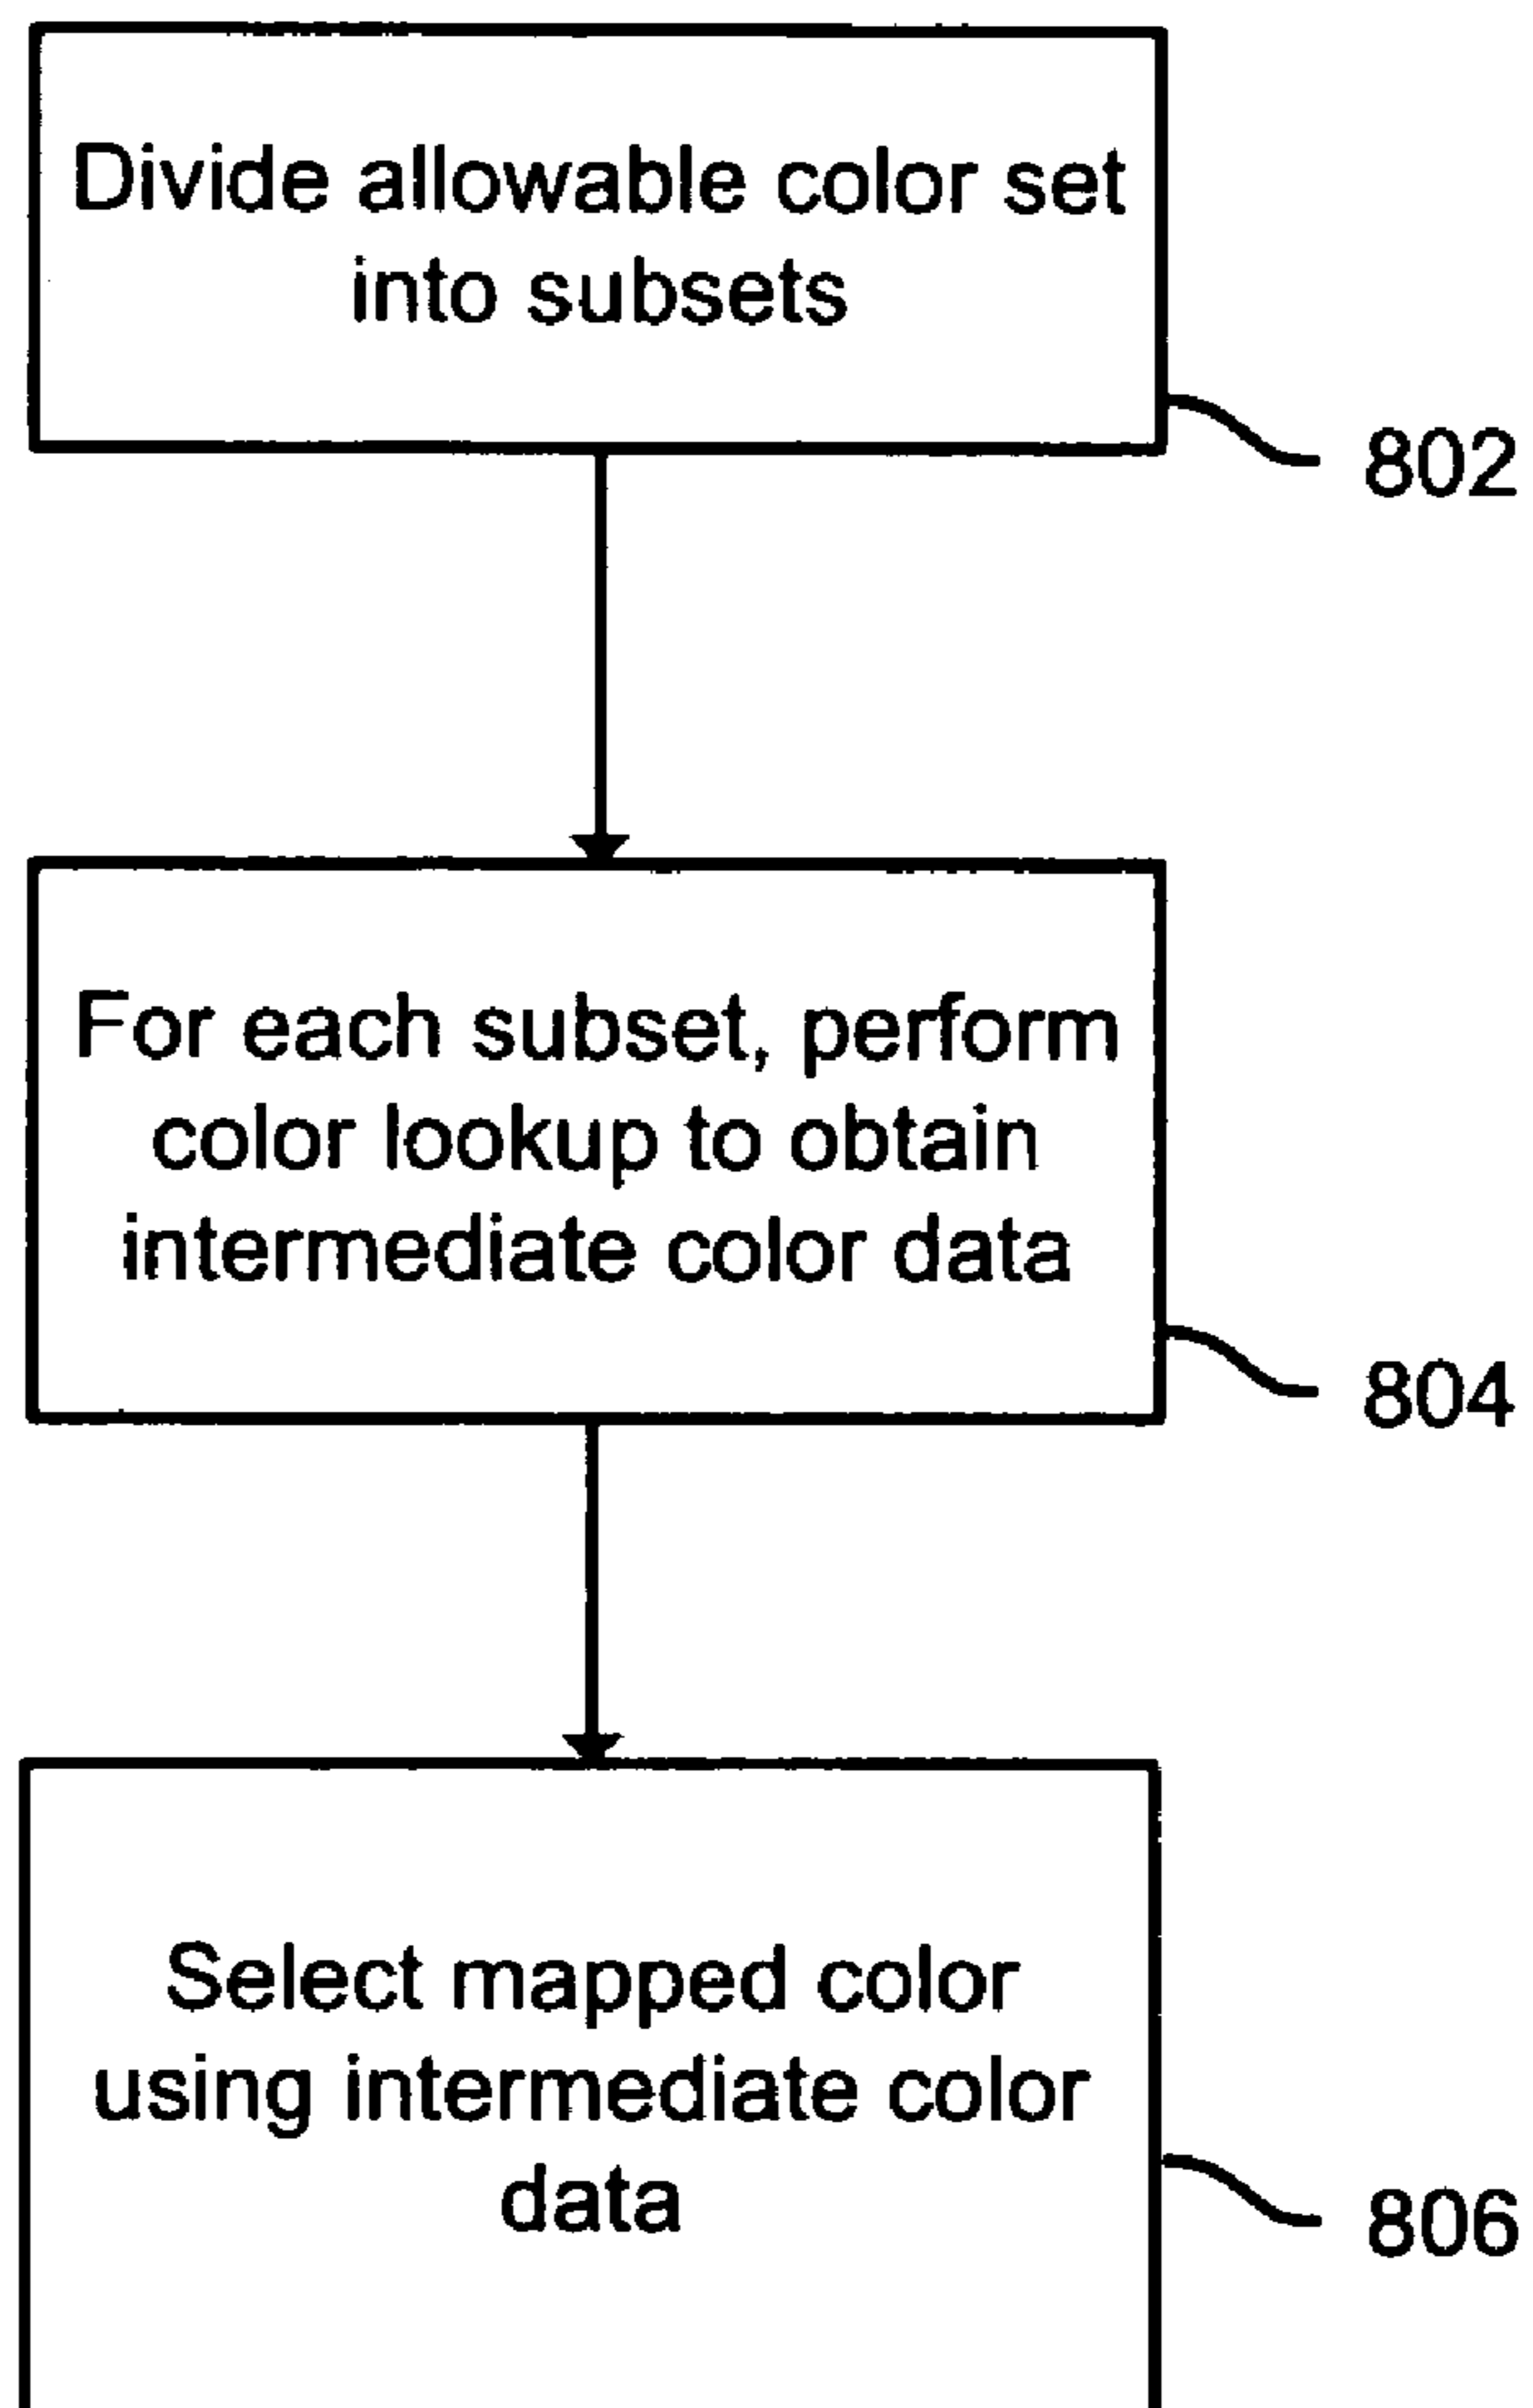 Divide allowable color set
into subsets
802
For each subset, perform
color lookup to obtain
intermediate color data
804
Select mapped color
using intermediate color
data
806